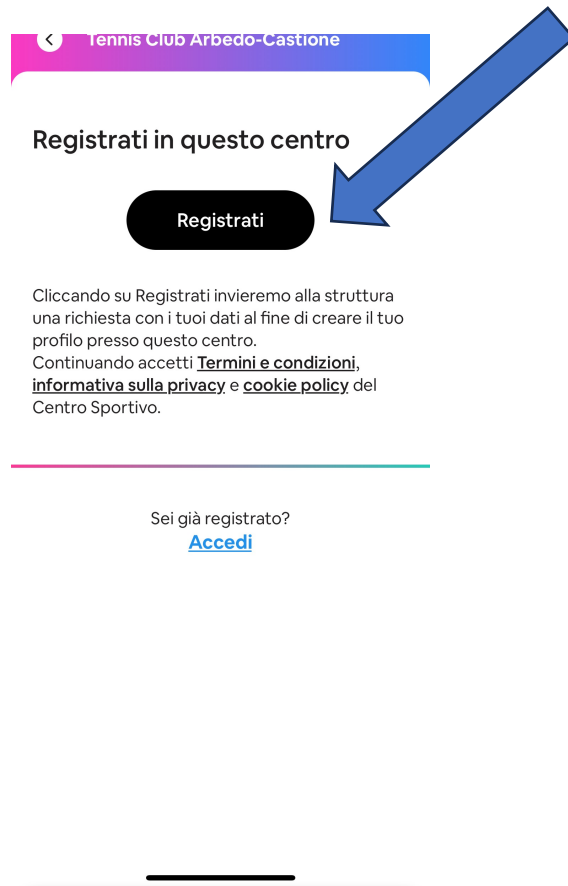 Tennis Club Arbedo-Castione
Registrati in questo centro
Registrati
Cliccando su Registrati invieremo alla struttura
una richiesta con i tuoi dati al fine di creare il tuo
profilo presso questo centro.
Continuando accetti Termini e condizioni,
informativa sulla privacy e cookie policy del
Centro Sportivo.
Sei già registrato?
Accedi